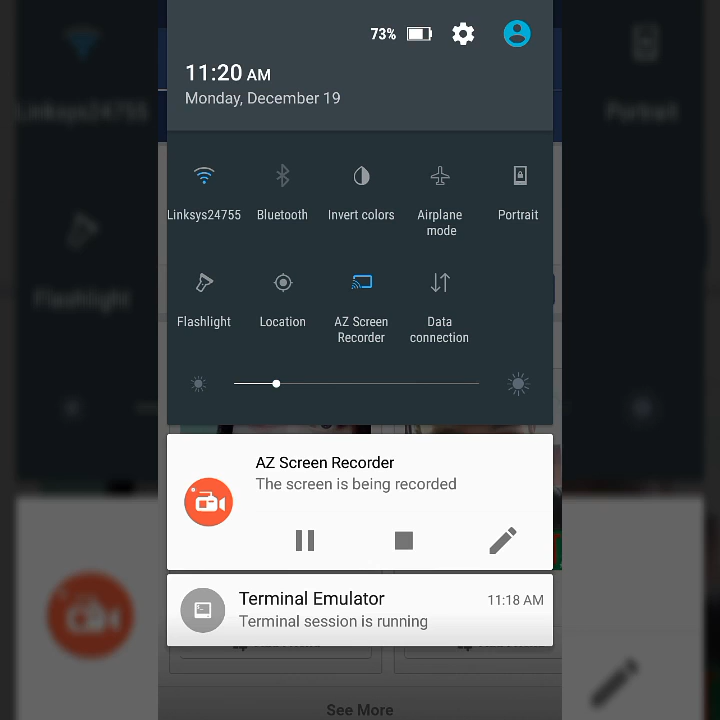 73%
11:20 AM
Monday, December 19
Linksys24755
Bluetooth
Invert colors
Airplane
mode
Portrait
Flashlight
Location
AZ Screen
Recorder
Data
connection
AZ Screen Recorder
The screen is being recorded
Terminal Emulator
11:18 AM
Terminal session is running
See More